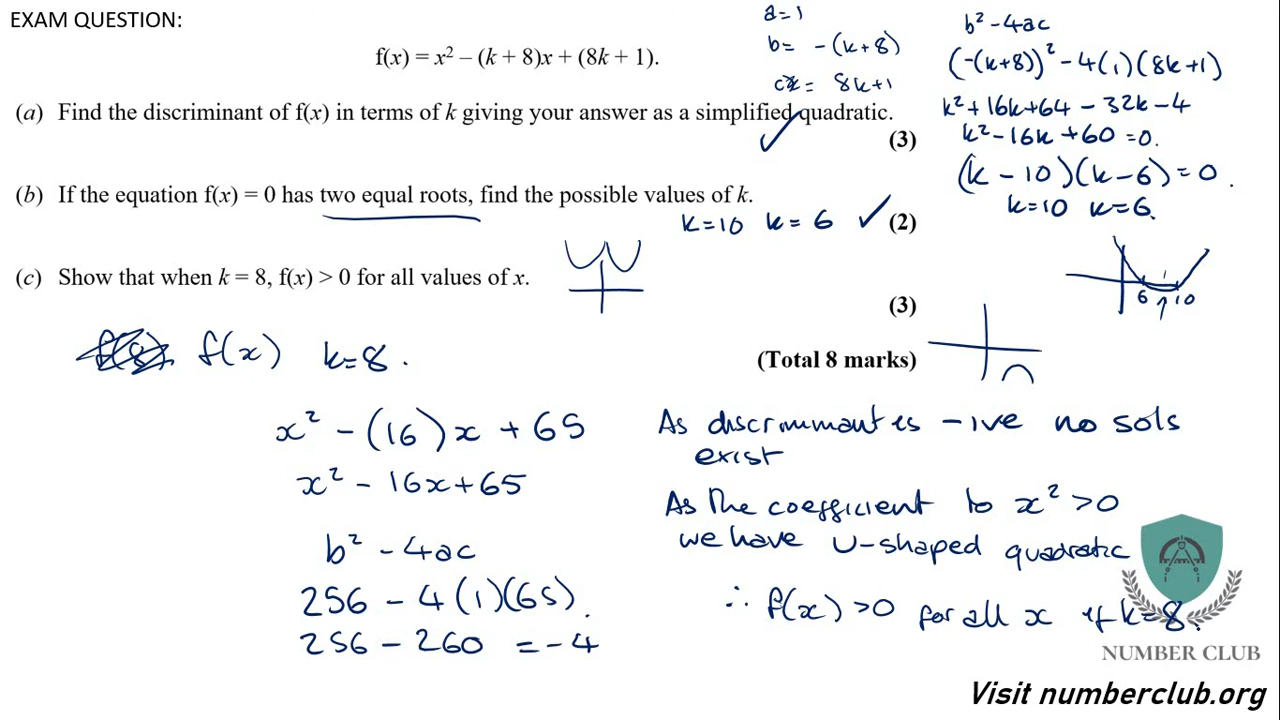 EXAM QUESTION:
f(x) = x² – (k + 8)x + (8k + 1).
a = 1
b = -(k+8)
c = 8k+1
b² - 4ac
(-(k+8))² - 4(1)(8k+1)
k² + 16k + 64 - 32k - 4
k² - 16k + 60 = 0.
(k - 10)(k - 6) = 0.
k=10 k=6.
(a) Find the discriminant of f(x) in terms of k giving your answer as a simplified quadratic.
(3)
(b) If the equation f(x) = 0 has two equal roots, find the possible values of k.
k=10 k=6 ✓ (2)
(c) Show that when k = 8, f(x) > 0 for all values of x.
(3)
6 10
(Total 8 marks)
f(x) k=8.
x² - (16)x + 65
x² - 16x + 65
b² - 4ac
256 - 4(1)(65).
256 - 260 = -4
As discriminant is -ive no sols
exist
As the coefficient to x² > 0
we have U-shaped quadratic
∴ f(x) > 0 for all x if k=8.
NUMBER CLUB
Visit numberclub.org